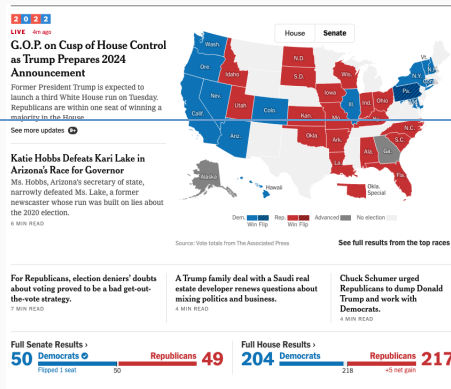 2022
LIVE 4m ago
G.O.P. on Cusp of House Control
as Trump Prepares 2024
Announcement
Former President Trump is expected to
launch a third White House run on Tuesday.
Republicans are within one seat of winning a
majority in the House.
See more updates 9+
Katie Hobbs Defeats Kari Lake in
Arizona's Race for Governor
Ms. Hobbs, Arizona's secretary of state,
narrowly defeated Ms. Lake, a former
newscaster whose run was built on lies about
the 2020 election.
6 MIN READ
House Senate
Wash.
Ore.
Idaho
Nev.
Calif.
Utah
Colo.
Ariz.
N.D.
S.D.
Wis.
Iowa
Ill.
Ind.
Ohio
Pa.
N.Y.
Vt.
Kan.
Okla.
Ark.
La.
Ala.
Ga.
Fla.
S.C.
N.C.
Alaska
Hawaii
Okla.
Special
Dem. Rep. Advanced No election
Win Flip Win Flip
Source: Vote totals from The Associated Press
See full results from the top races
For Republicans, election deniers' doubts
about voting proved to be a bad get-out-
the-vote strategy.
7 MIN READ
A Trump family deal with a Saudi real
estate developer renews questions about
mixing politics and business.
4 MIN READ
Chuck Schumer urged
Republicans to dump Donald
Trump and work with
Democrats.
4 MIN READ
Full Senate Results ›
50 Democrats Republicans 49
Flipped 1 seat 50
Full House Results ›
204 Democrats Republicans 217
218 +5 net gain